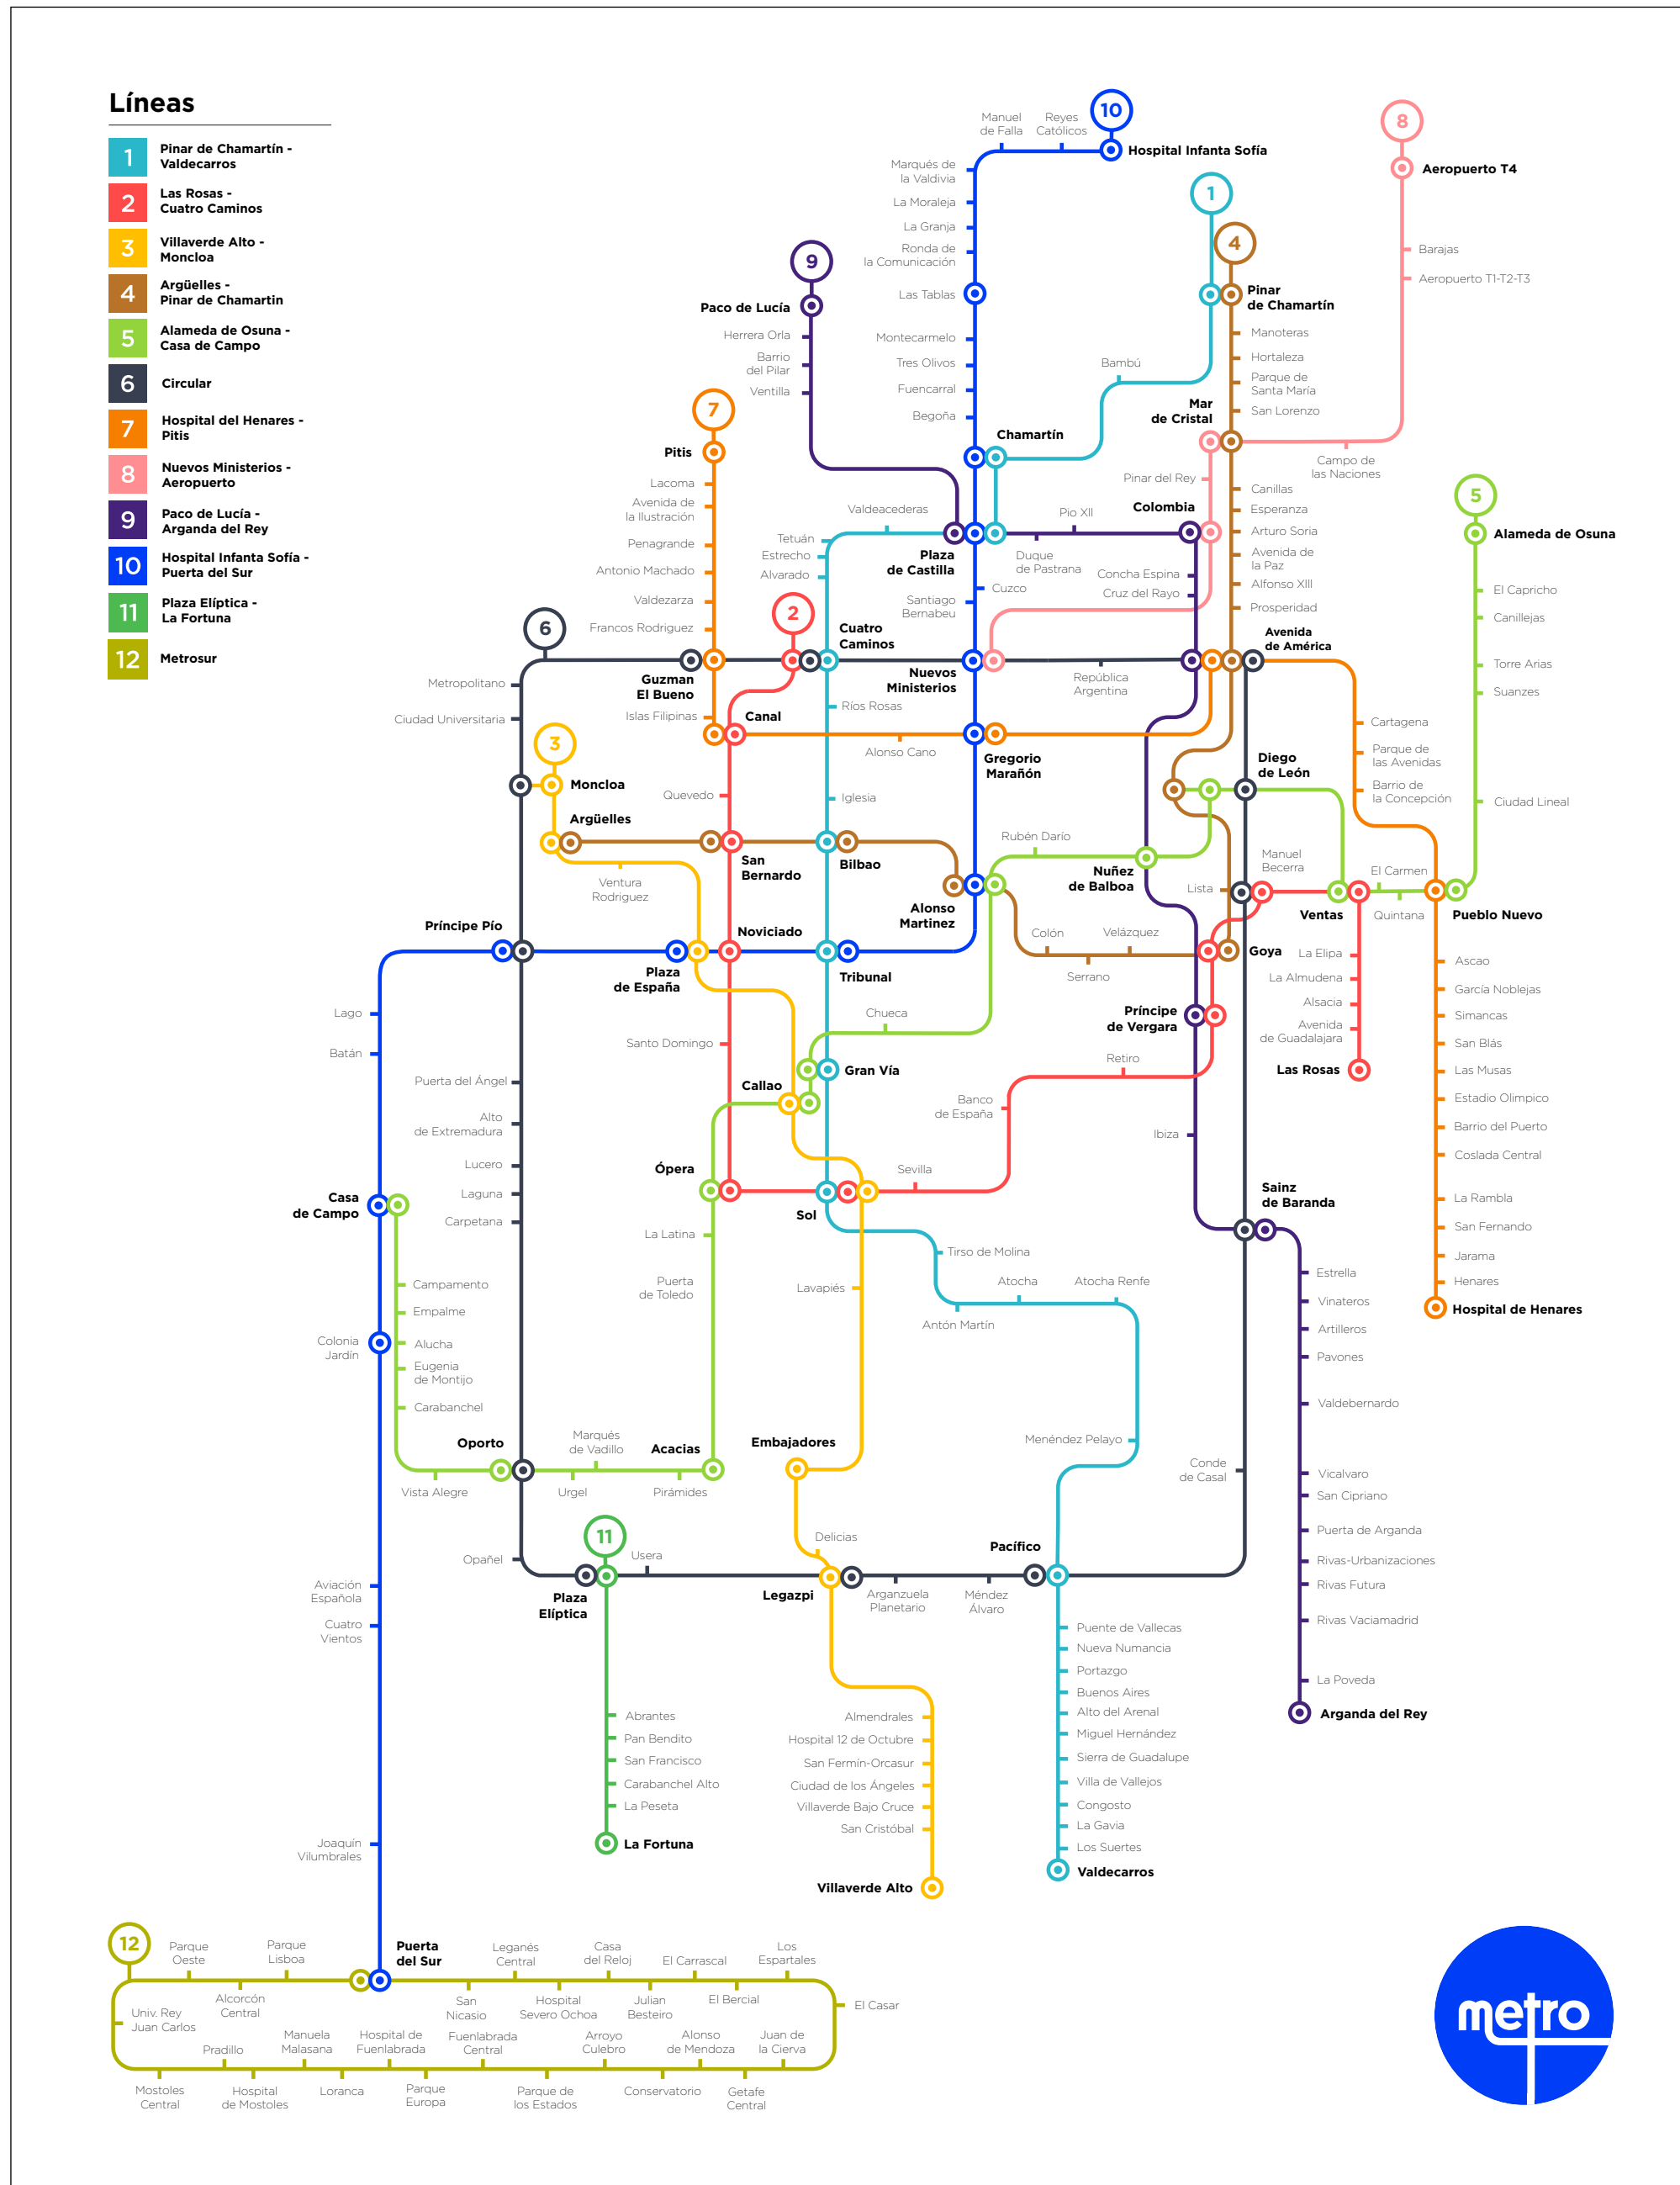 Líneas
1
Pinar de Chamartín -
Valdecarros
2
Las Rosas -
Cuatro Caminos
3
Villaverde Alto -
Moncloa
4
Argüelles -
Pinar de Chamartin
5
Alameda de Osuna -
Casa de Campo
6
Circular
7
Hospital del Henares -
Pitis
8
Nuevos Ministerios -
Aeropuerto
9
Paco de Lucía -
Arganda del Rey
10
Hospital Infanta Sofía -
Puerta del Sur
11
Plaza Elíptica -
La Fortuna
12
Metrosur
10
Manuel
de Falla
Reyes
Católicos
Hospital Infanta Sofía
Marqués de
la Valdivia
La Moraleja
La Granja
Ronda de
la Comunicación
Las Tablas
Montecarmelo
Tres Olivos
Fuencarral
Begoña
Chamartín
8
Aeropuerto T4
Barajas
Aeropuerto T1-T2-T3
Campo de
las Naciones
1
4
Pinar
de Chamartín
Bambú
Manoteras
Hortaleza
Parque de
Santa María
San Lorenzo
Mar
de Cristal
Pinar del Rey
Canillas
Esperanza
Arturo Soria
Avenida de
la Paz
Alfonso XIII
Prosperidad
9
Paco de Lucía
Herrera Orla
Barrio
del Pilar
Ventilla
7
Pitis
Lacoma
Avenida de
la Ilustración
Penagrande
Antonio Machado
Valdezarza
Francos Rodriguez
Valdeacederas
Tetuán
Estrecho
Alvarado
Plaza
de Castilla
Pio XII
Duque
de Pastrana
Colombia
Concha Espina
Cruz del Rayo
Cuzco
Santiago
Bernabeu
5
Alameda de Osuna
El Capricho
Canillejas
Torre Arias
Suanzes
Ciudad Lineal
6
2
Cuatro
Caminos
Guzman
El Bueno
Nuevos
Ministerios
República
Argentina
Avenida
de América
Metropolitano
Ciudad Universitaria
Islas Filipinas
Canal
Ríos Rosas
Alonso Cano
Gregorio
Marañón
Cartagena
Parque de
las Avenidas
Barrio de
la Concepción
3
Moncloa
Quevedo
Iglesia
Diego
de León
Argüelles
Ventura
Rodriguez
San
Bernardo
Bilbao
Rubén Darío
Nuñez
de Balboa
Manuel
Becerra
Lista
El Carmen
Alonso
Martinez
Ventas
Quintana
Pueblo Nuevo
Príncipe Pío
Plaza
de España
Noviciado
Tribunal
Colón
Serrano
Velázquez
Goya
La Elipa
La Almudena
Alsacia
Avenida
de Guadalajara
Las Rosas
Ascao
García Noblejas
Simancas
San Blás
Las Musas
Estadio Olimpico
Barrio del Puerto
Coslada Central
La Rambla
San Fernando
Jarama
Henares
Hospital de Henares
Lago
Batán
Chueca
Príncipe
de Vergara
Santo Domingo
Gran Vía
Callao
Retiro
Banco
de España
Ibiza
Puerta del Ángel
Alto
de Extremadura
Lucero
Laguna
Carpetana
Ópera
Sol
Sevilla
Casa
de Campo
Sainz
de Baranda
La Latina
Puerta
de Toledo
Lavapiés
Tirso de Molina
Antón Martín
Atocha
Atocha Renfe
Campamento
Empalme
Alucha
Eugenia
de Montijo
Carabanchel
Colonia
Jardín
Estrella
Vinateros
Artilleros
Pavones
Valdebernardo
Vicalvaro
San Cipriano
Puerta de Arganda
Rivas-Urbanizaciones
Rivas Futura
Rivas Vaciamadrid
La Poveda
Arganda del Rey
Oporto
Vista Alegre
Marqués
de Vadillo
Urgel
Pirámides
Acacias
Embajadores
Menéndez Pelayo
Conde
de Casal
11
Opañel
Usera
Delicias
Plaza
Elíptica
Legazpi
Arganzuela
Planetario
Méndez
Álvaro
Pacífico
Aviación
Española
Cuatro
Vientos
Joaquín
Vilumbrales
Abrantes
Pan Bendito
San Francisco
Carabanchel Alto
La Peseta
La Fortuna
Almendrales
Hospital 12 de Octubre
San Fermín-Orcasur
Ciudad de los Ángeles
Villaverde Bajo Cruce
San Cristóbal
Villaverde Alto
Puente de Vallecas
Nueva Numancia
Portazgo
Buenos Aires
Alto del Arenal
Miguel Hernández
Sierra de Guadalupe
Villa de Vallejos
Congosto
La Gavia
Los Suertes
Valdecarros
12
Parque
Oeste
Alcorcón
Central
Parque
Lisboa
Puerta
del Sur
San
Nicasio
Leganés
Central
Hospital
Severo Ochoa
Casa
del Reloj
Julian
Besteiro
El Carrascal
El Bercial
Los
Espartales
El Casar
Univ. Rey
Juan Carlos
Mostoles
Central
Pradillo
Hospital
de Mostoles
Manuela
Malasana
Loranca
Hospital de
Fuenlabrada
Parque
Europa
Fuenlabrada
Central
Parque de
los Estados
Arroyo
Culebro
Conservatorio
Alonso
de Mendoza
Getafe
Central
Juan de
la Cierva
metro